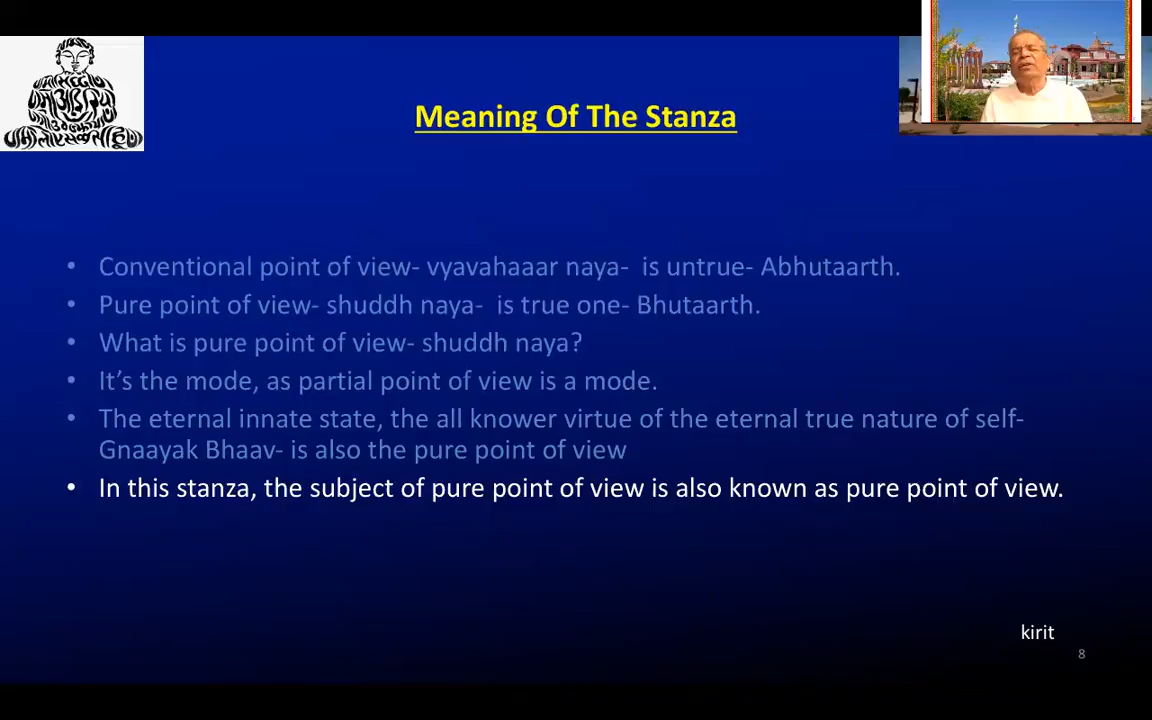 Meaning Of The Stanza
• Conventional point of view- vyavahaaar naya-  is untrue- Abhutaarth.
• Pure point of view- shuddh naya-  is true one- Bhutaarth.
• What is pure point of view- shuddh naya?
• It's the mode, as partial point of view is a mode.
• The eternal innate state, the all knower virtue of the eternal true nature of self-
Gnaayak Bhaav- is also the pure point of view
• In this stanza, the subject of pure point of view is also known as pure point of view.
kirit
8